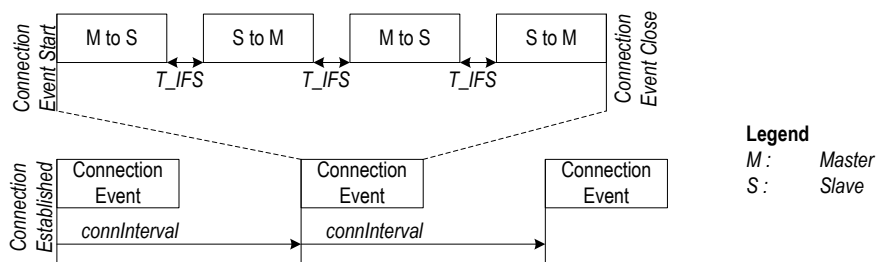 Connection
Event Start
M to S
S to M
M to S
S to M
T_IFS
T_IFS
T_IFS
Connection
Event Close
Connection
Established
Connection
Event
Connection
Event
Connection
Event
connInterval
connInterval
Legend
M : Master
S : Slave